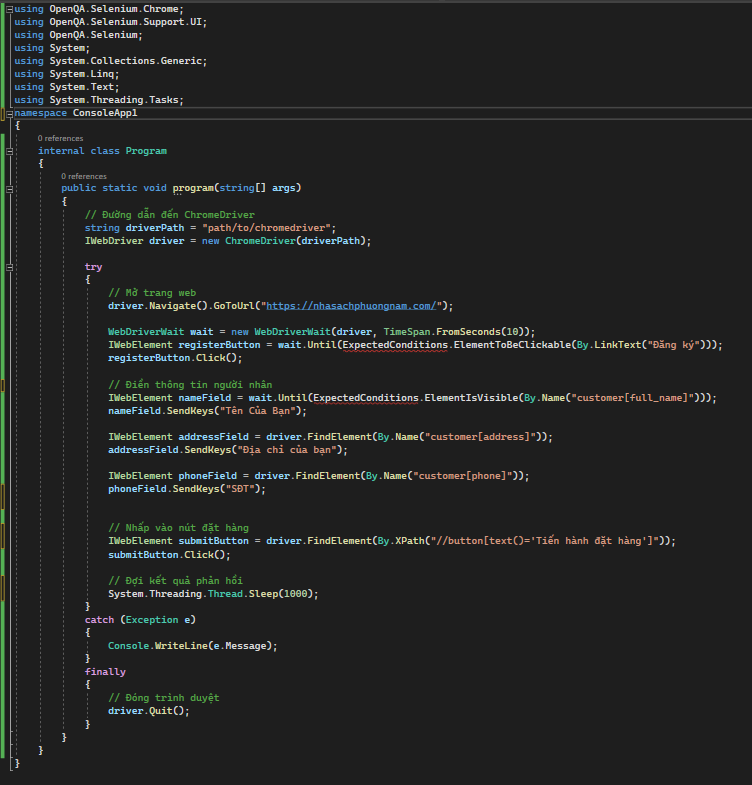 using OpenQA.Selenium.Chrome;
using OpenQA.Selenium.Support.UI;
using OpenQA.Selenium;
using System;
using System.Collections.Generic;
using System.Linq;
using System.Text;
using System.Threading.Tasks;
namespace ConsoleApp1
{
0 references
internal class Program
{
0 references
public static void program(string[] args)
{
// Đường dẫn đến ChromeDriver
string driverPath = "path/to/chromedriver";
IWebDriver driver = new ChromeDriver(driverPath);
try
{
// Mở trang web
driver.Navigate().GoToUrl("https://nhasachphuongnam.com/");
WebDriverWait wait = new WebDriverWait(driver, TimeSpan.FromSeconds(10));
IWebElement registerButton = wait.Until(ExpectedConditions.ElementToBeClickable(By.LinkText("Đăng ký")));
registerButton.Click();
// Điền thông tin người nhân
IWebElement nameField = wait.Until(ExpectedConditions.ElementIsVisible(By.Name("customer[full_name]")));
nameField.SendKeys("Tên Của Bạn");
IWebElement addressField = driver.FindElement(By.Name("customer[address]"));
addressField.SendKeys("Địa chỉ của bạn");
IWebElement phoneField = driver.FindElement(By.Name("customer[phone]"));
phoneField.SendKeys("SĐT");
// Nhấp vào nút đặt hàng
IWebElement submitButton = driver.FindElement(By.XPath("//button[text()='Tiến hành đặt hàng']"));
submitButton.Click();
// Đợi kết quả phản hồi
System.Threading.Thread.Sleep(1000);
}
catch (Exception e)
{
Console.WriteLine(e.Message);
}
finally
{
// Đóng trình duyệt
driver.Quit();
}
}
}
}